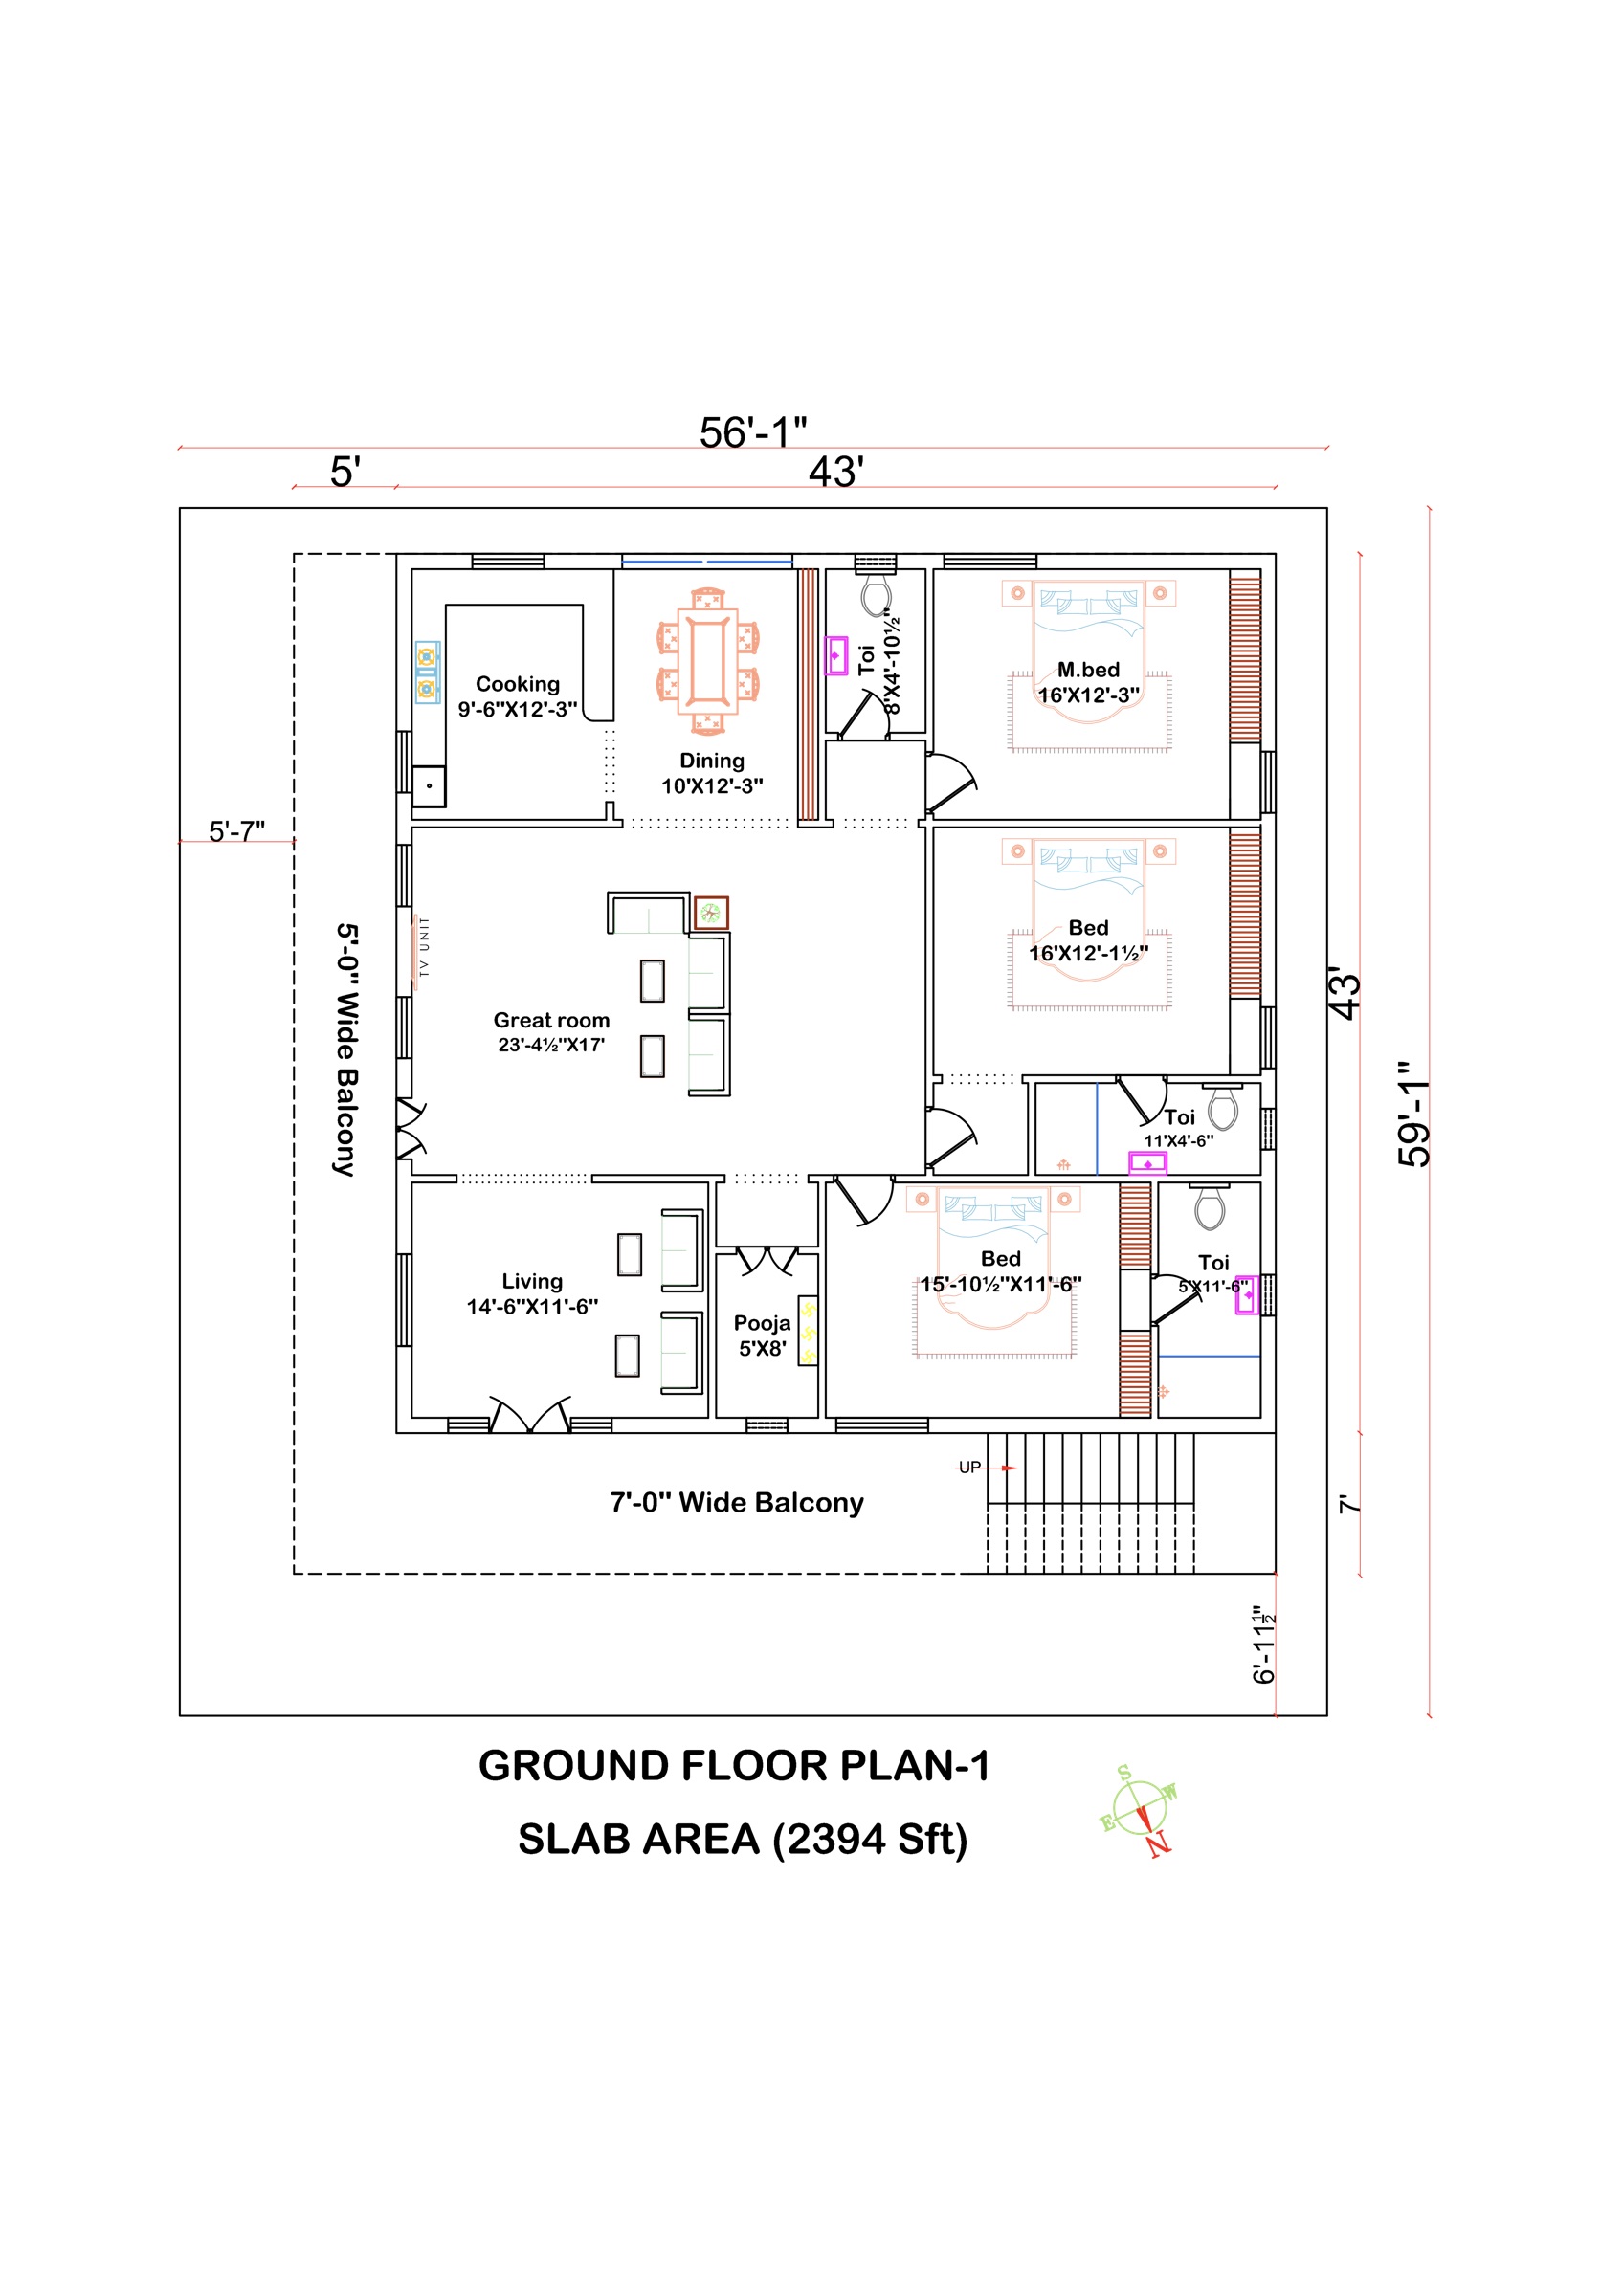 56'-1"
5'
43'
Toi
8'X4'-10½"
M.bed
16'X12'-3"
Cooking
9'-6"X12'-3"
Dining
10'X12'-3"
5'-7"
TV UNIT
5'-0" Wide Balcony
Bed
16'X12'-1½"
Great room
23'-4½"X17'
43'
59'-1"
Toi
11'X4'-6"
Living
14'-6"X11'-6"
Pooja
5'X8'
Bed
15'-10½"X11'-6"
Toi
5'X11'-6"
UP
7'-0" Wide Balcony
7'
6'-11½"
GROUND FLOOR PLAN-1
SLAB AREA (2394 Sft)
S
W
E
N